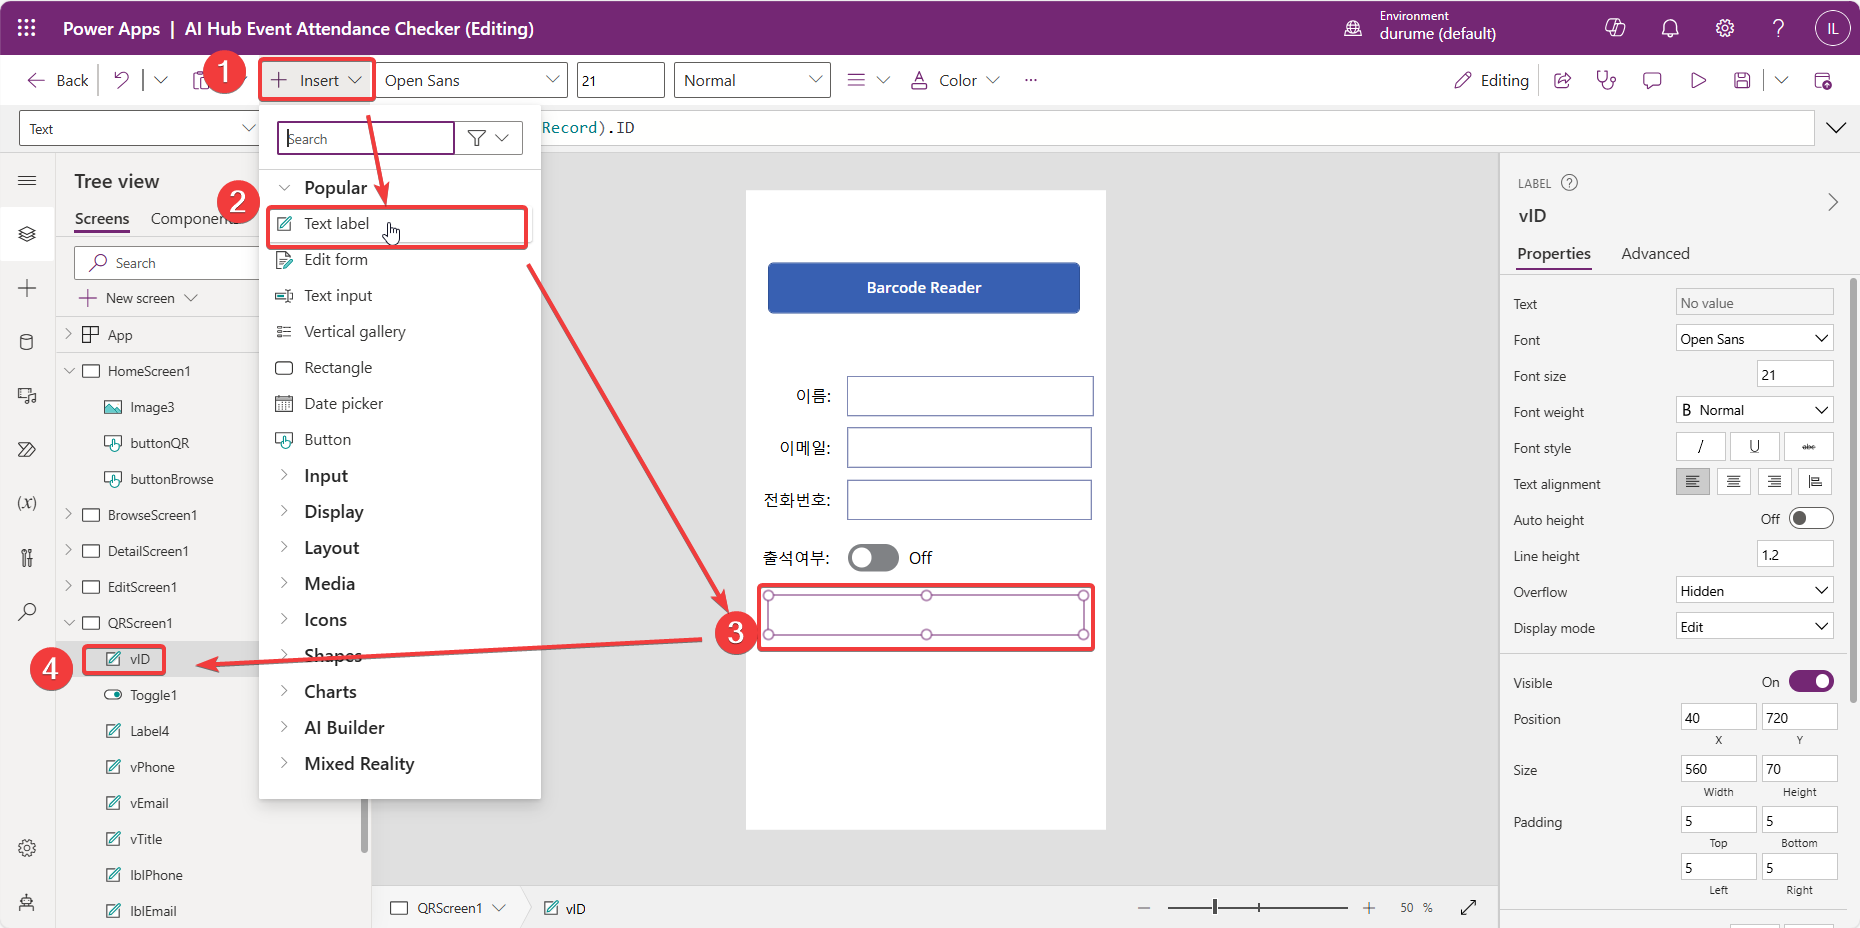 Power Apps | AI Hub Event Attendance Checker (Editing)
Environment
durume (default)
IL
Back
1
Insert
Open Sans
21
Normal
Color
...
Editing
Text
Record).ID
Search
Tree view
Screens
Component
Search
New screen
App
HomeScreen1
Image3
buttonQR
buttonBrowse
BrowseScreen1
DetailScreen1
EditScreen1
QRScreen1
4
vID
Toggle1
Label4
vPhone
vEmail
vTitle
lblPhone
lblEmail
(x)
Popular
2
Text label
Edit form
Text input
Vertical gallery
Rectangle
Date picker
Button
Input
Display
Layout
Media
Icons
Shapes
Charts
AI Builder
Mixed Reality
Barcode Reader
이름:
이메일:
전화번호:
출석여부:
Off
3
QRScreen1
vID
50 %
LABEL
vID
Properties
Advanced
Text
No value
Font
Open Sans
Font size
21
Font weight
B Normal
Font style
/ U abc
Text alignment
Auto height
Off
Line height
1.2
Overflow
Hidden
Display mode
Edit
Visible
On
Position
40 720
X Y
Size
560 70
Width Height
Padding
5 5
Top Bottom
5 5
Left Right